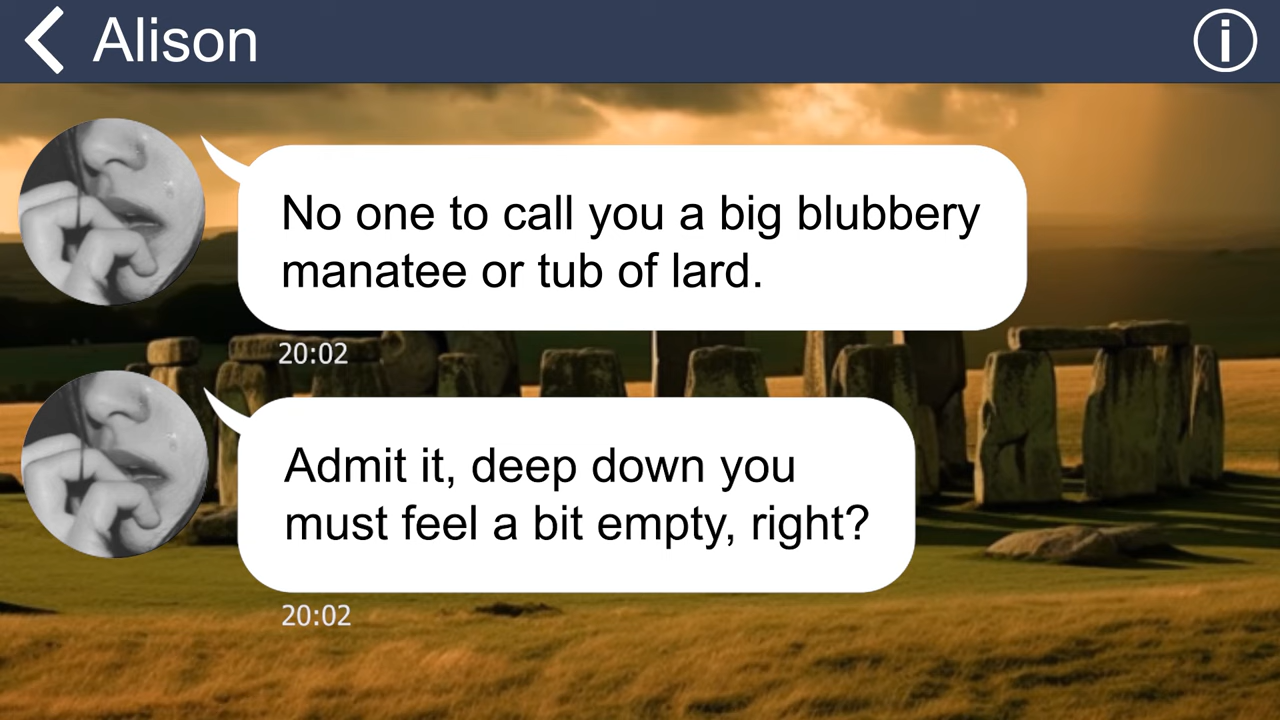 Alison
No one to call you a big blubbery
manatee or tub of lard.
20:02
Admit it, deep down you
must feel a bit empty, right?
20:02